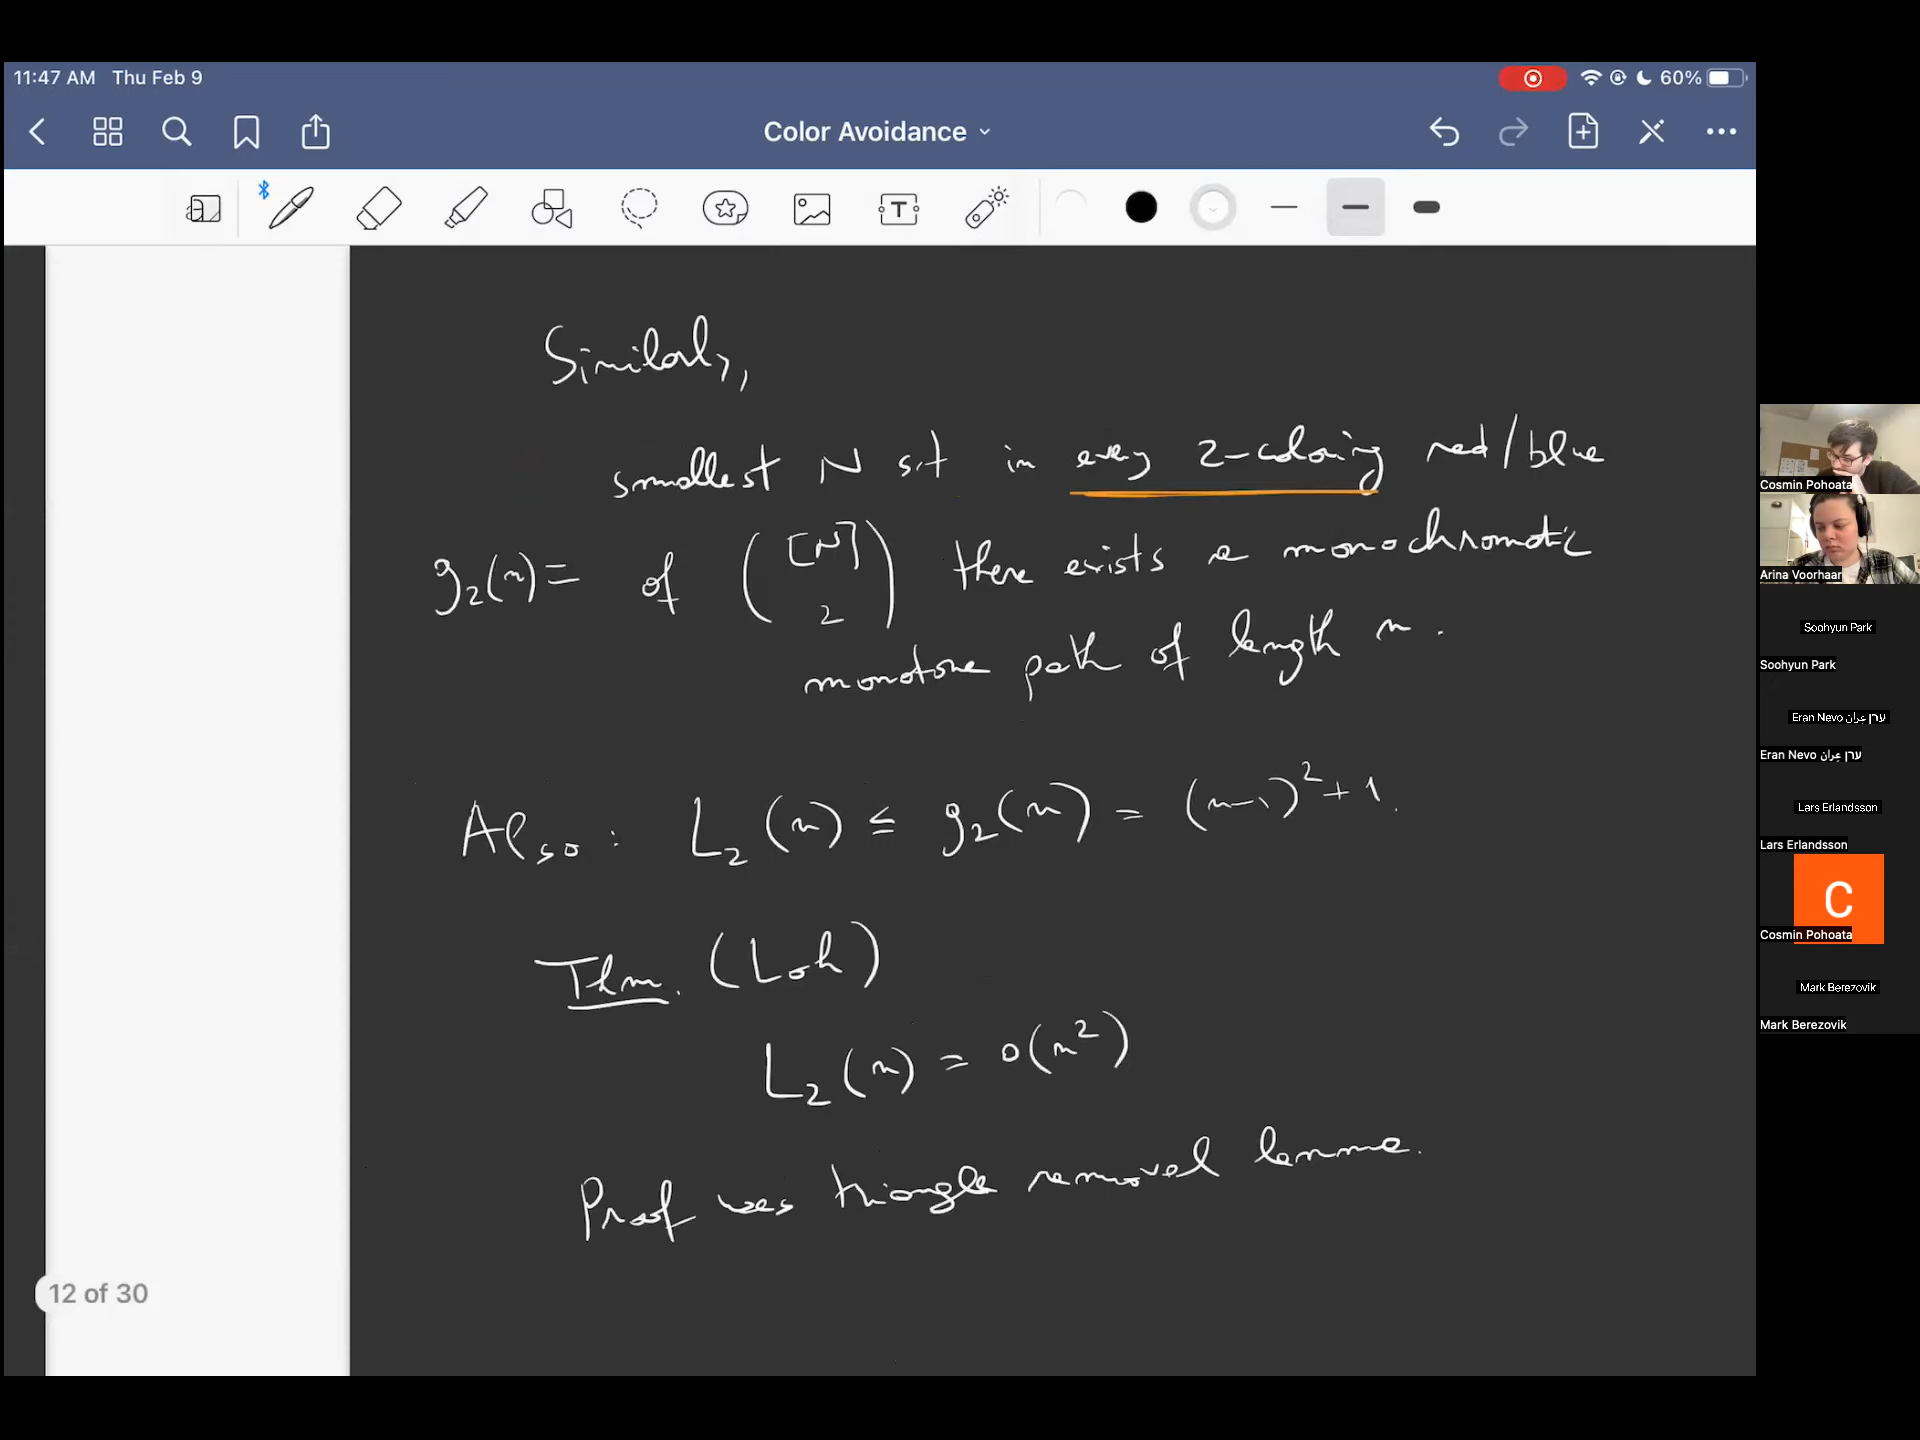 11:47 AM Thu Feb 9
60%
Color Avoidance
T
Similarly,
smallest N s.t in every 2-coloring red/blue
g₂(n) = of ([N] 2) there exists a monochromatic
monotone path of length n.
Also: L₂(n) ≤ g₂(n) = (n-1)² + 1.
Thm. (Loh)
L₂(n) = o(n²)
Proof uses triangle removal lemma.
12 of 30
Cosmin Pohoata
Arina Voorhaar
Soohyun Park
Soohyun Park
Eran Nevo ערן عران
Eran Nevo ערן عران
Lars Erlandsson
Lars Erlandsson
C
Cosmin Pohoata
Mark Berezovik
Mark Berezovik